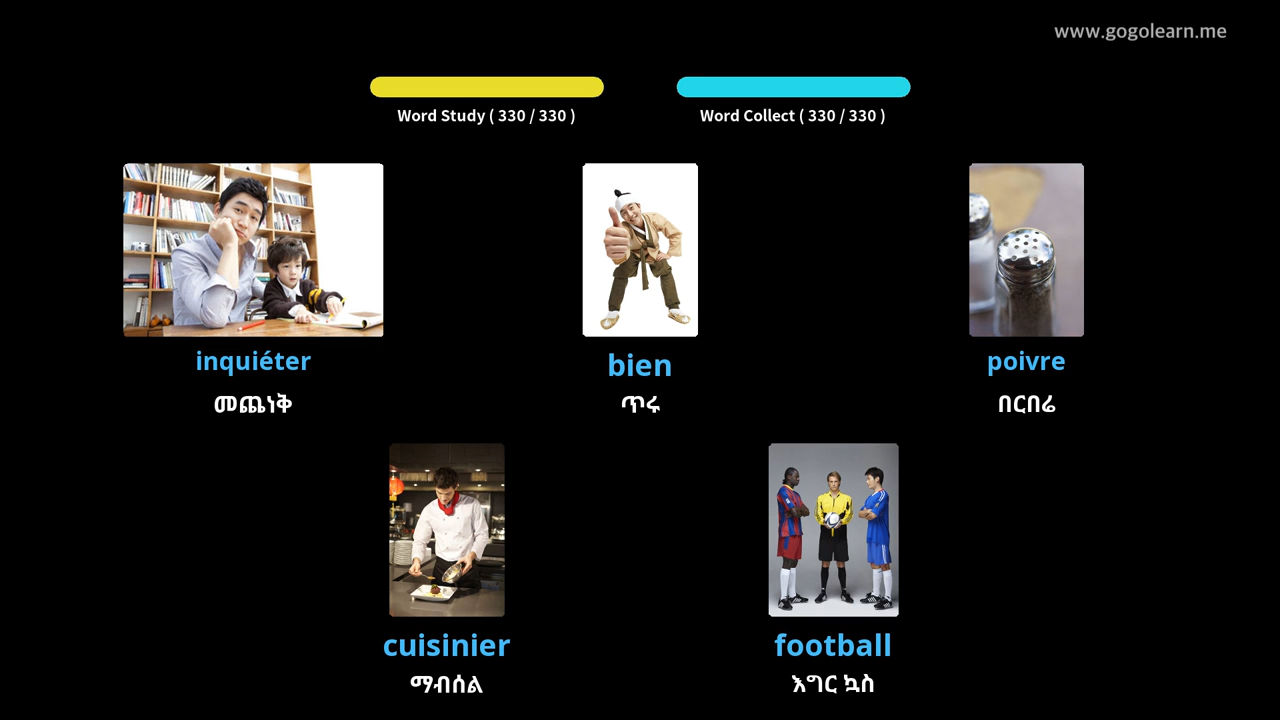 www.gogolearn.me
Word Study ( 330 / 330 )
Word Collect ( 330 / 330 )
inquiéter
መጨነቅ
bien
ጥሩ
poivre
በርበሬ
cuisinier
ማብሰል
football
እግር ኳስ